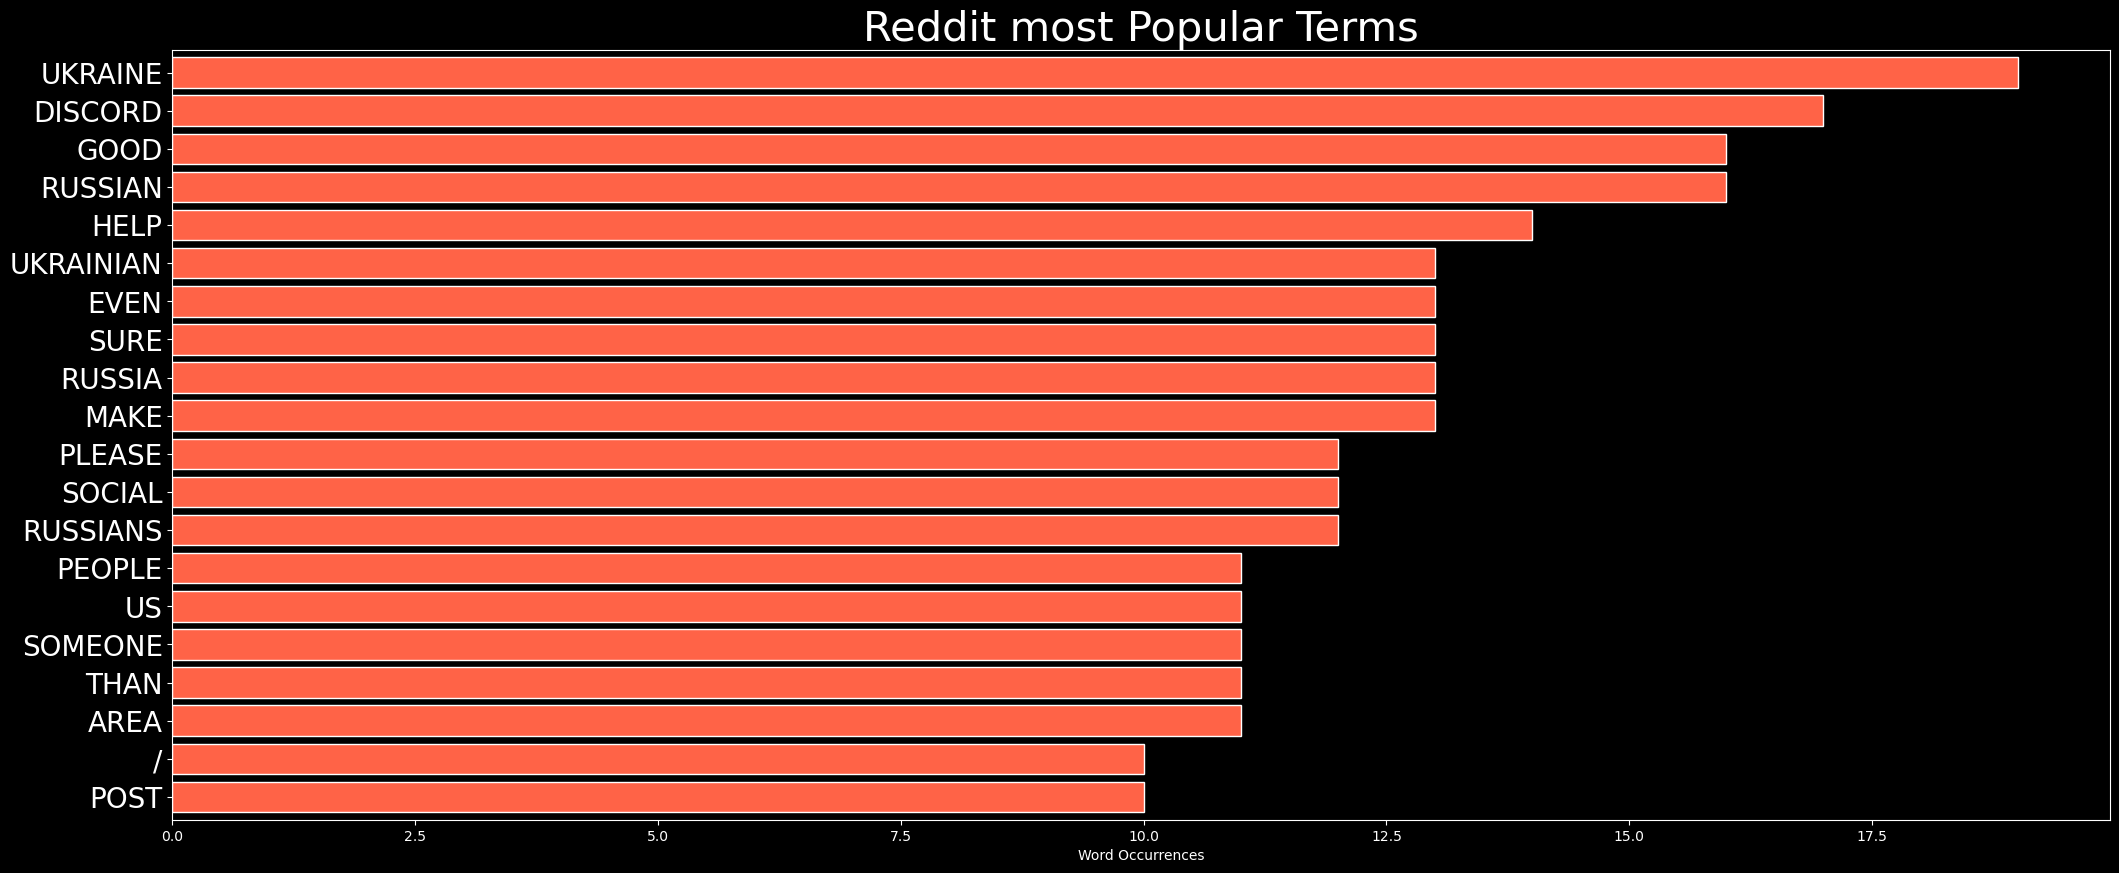 Reddit most Popular Terms
UKRAINE
DISCORD
GOOD
RUSSIAN
HELP
UKRAINIAN
EVEN
SURE
RUSSIA
MAKE
PLEASE
SOCIAL
RUSSIANS
PEOPLE
US
SOMEONE
THAN
AREA
/
POST
0.0 2.5 5.0 7.5 10.0 12.5 15.0 17.5
Word Occurrences